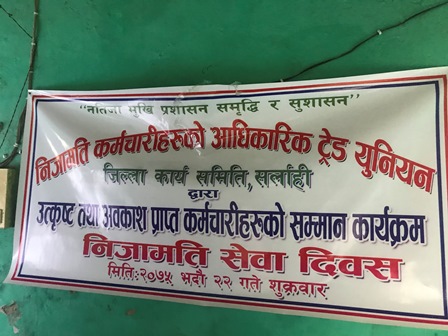 "नतिजा मुखि प्रशासन समृद्धि र सुशासन"
निजामति कर्मचारीहरुको आधिकारिक ट्रेड युनियन
जिल्ला कार्य समिति, सर्लाही
द्वारा
उत्कृष्ट तथा अवकाश प्राप्त कर्मचारीहरुको सम्मान कार्यक्रम
निजामति सेवा दिवस
मिति:२०७५ भदौ २२ गते शुक्रवार